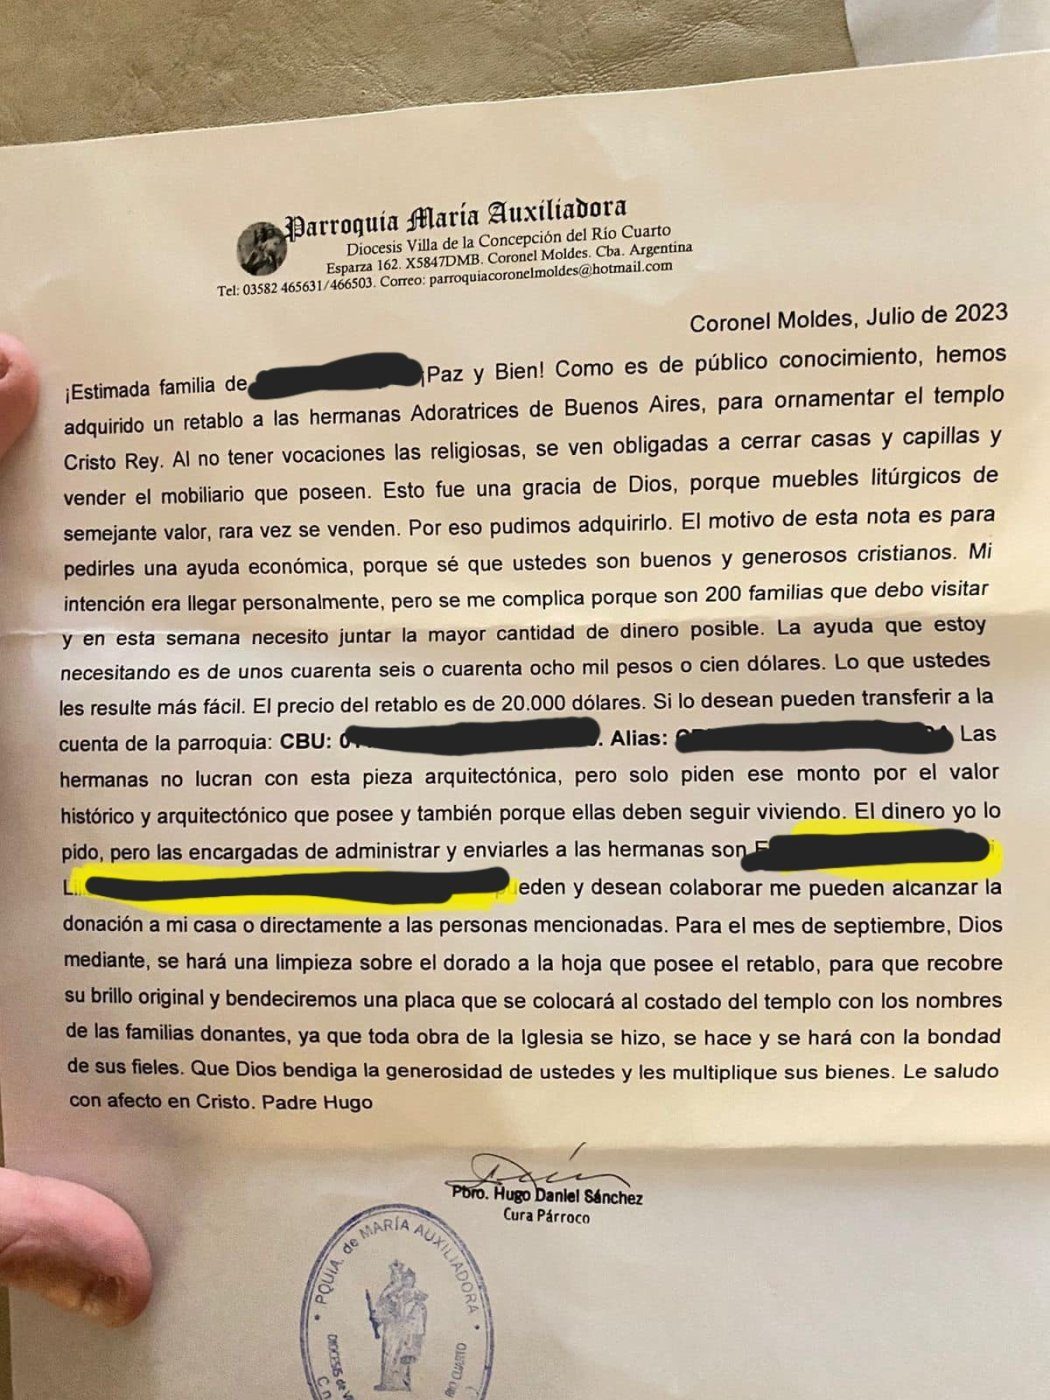 Parroquia María Auxiliadora
Diocesis Villa de la Concepción del Río Cuarto
Esparza 162. X5847DMB. Coronel Moldes. Cba. Argentina
Tel: 03582 465631/466503. Correo: parroquiacoronelmoldes@hotmail.com
Coronel Moldes, Julio de 2023
¡Estimada familia de ¡Paz y Bien! Como es de público conocimiento, hemos
adquirido un retablo a las hermanas Adoratrices de Buenos Aires, para ornamentar el templo
Cristo Rey. Al no tener vocaciones las religiosas, se ven obligadas a cerrar casas y capillas y
vender el mobiliario que poseen. Esto fue una gracia de Dios, porque muebles litúrgicos de
semejante valor, rara vez se venden. Por eso pudimos adquirirlo. El motivo de esta nota es para
pedirles una ayuda económica, porque sé que ustedes son buenos y generosos cristianos. Mi
intención era llegar personalmente, pero se me complica porque son 200 familias que debo visitar
y en esta semana necesito juntar la mayor cantidad de dinero posible. La ayuda que estoy
necesitando es de unos cuarenta seis o cuarenta ocho mil pesos o cien dólares. Lo que ustedes
les resulte más fácil. El precio del retablo es de 20.000 dólares. Si lo desean pueden transferir a la
cuenta de la parroquia: CBU: . Alias: Las
hermanas no lucran con esta pieza arquitectónica, pero solo piden ese monto por el valor
histórico y arquitectónico que posee y también porque ellas deben seguir viviendo. El dinero yo lo
pido, pero las encargadas de administrar y enviarles a las hermanas son
ueden y desean colaborar me pueden alcanzar la
donación a mi casa o directamente a las personas mencionadas. Para el mes de septiembre, Dios
mediante, se hará una limpieza sobre el dorado a la hoja que posee el retablo, para que recobre
su brillo original y bendeciremos una placa que se colocará al costado del templo con los nombres
de las familias donantes, ya que toda obra de la Iglesia se hizo, se hace y se hará con la bondad
de sus fieles. Que Dios bendiga la generosidad de ustedes y les multiplique sus bienes. Le saludo
con afecto en Cristo. Padre Hugo
Pbro. Hugo Daniel Sánchez
Cura Párroco
PQUIA. de MARÍA AUXILIADORA